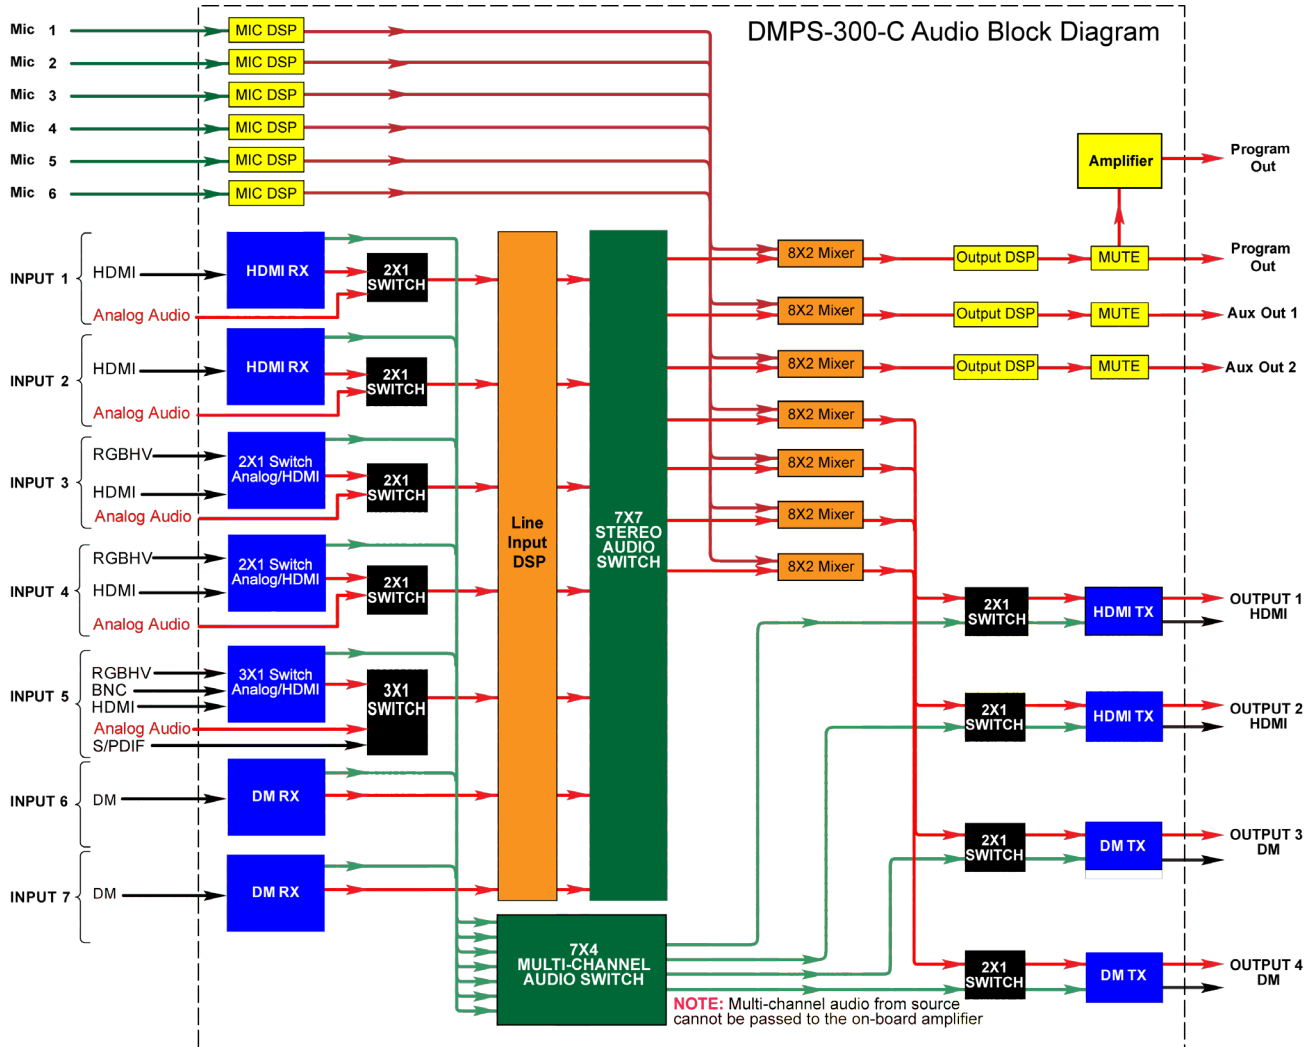 DMPS-300-C Audio Block Diagram
Mic 1
MIC DSP
Mic 2
MIC DSP
Mic 3
MIC DSP
Mic 4
MIC DSP
Mic 5
MIC DSP
Mic 6
MIC DSP
Amplifier
Program
Out
INPUT 1
HDMI
Analog Audio
HDMI RX
2X1
SWITCH
INPUT 2
HDMI
Analog Audio
HDMI RX
2X1
SWITCH
INPUT 3
RGBHV
HDMI
Analog Audio
2X1 Switch
Analog/HDMI
2X1
SWITCH
INPUT 4
RGBHV
HDMI
Analog Audio
2X1 Switch
Analog/HDMI
2X1
SWITCH
INPUT 5
RGBHV
BNC
HDMI
Analog Audio
S/PDIF
3X1 Switch
Analog/HDMI
3X1
SWITCH
INPUT 6
DM
DM RX
INPUT 7
DM
DM RX
Line
Input
DSP
7X7
STEREO
AUDIO
SWITCH
7X4
MULTI-CHANNEL
AUDIO SWITCH
8X2 Mixer
Output DSP
MUTE
Program
Out
8X2 Mixer
Output DSP
MUTE
Aux Out 1
8X2 Mixer
Output DSP
MUTE
Aux Out 2
8X2 Mixer
8X2 Mixer
8X2 Mixer
8X2 Mixer
2X1
SWITCH
HDMI TX
OUTPUT 1
HDMI
2X1
SWITCH
HDMI TX
OUTPUT 2
HDMI
2X1
SWITCH
DM TX
OUTPUT 3
DM
2X1
SWITCH
DM TX
OUTPUT 4
DM
NOTE: Multi-channel audio from source
cannot be passed to the on-board amplifier